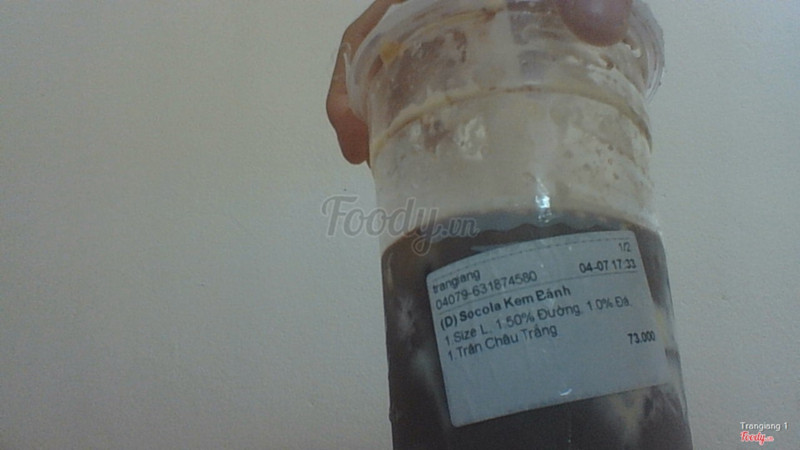 Foody.vn
1/2
trangiang
04-07 17:33
04079-631874580
(D) Socola Kem Bánh
1.Size L, 1.50% Đường, 1.0% Đá,
1.Trân Châu Trắng
73.000
Trangiang 1
Foody.vn